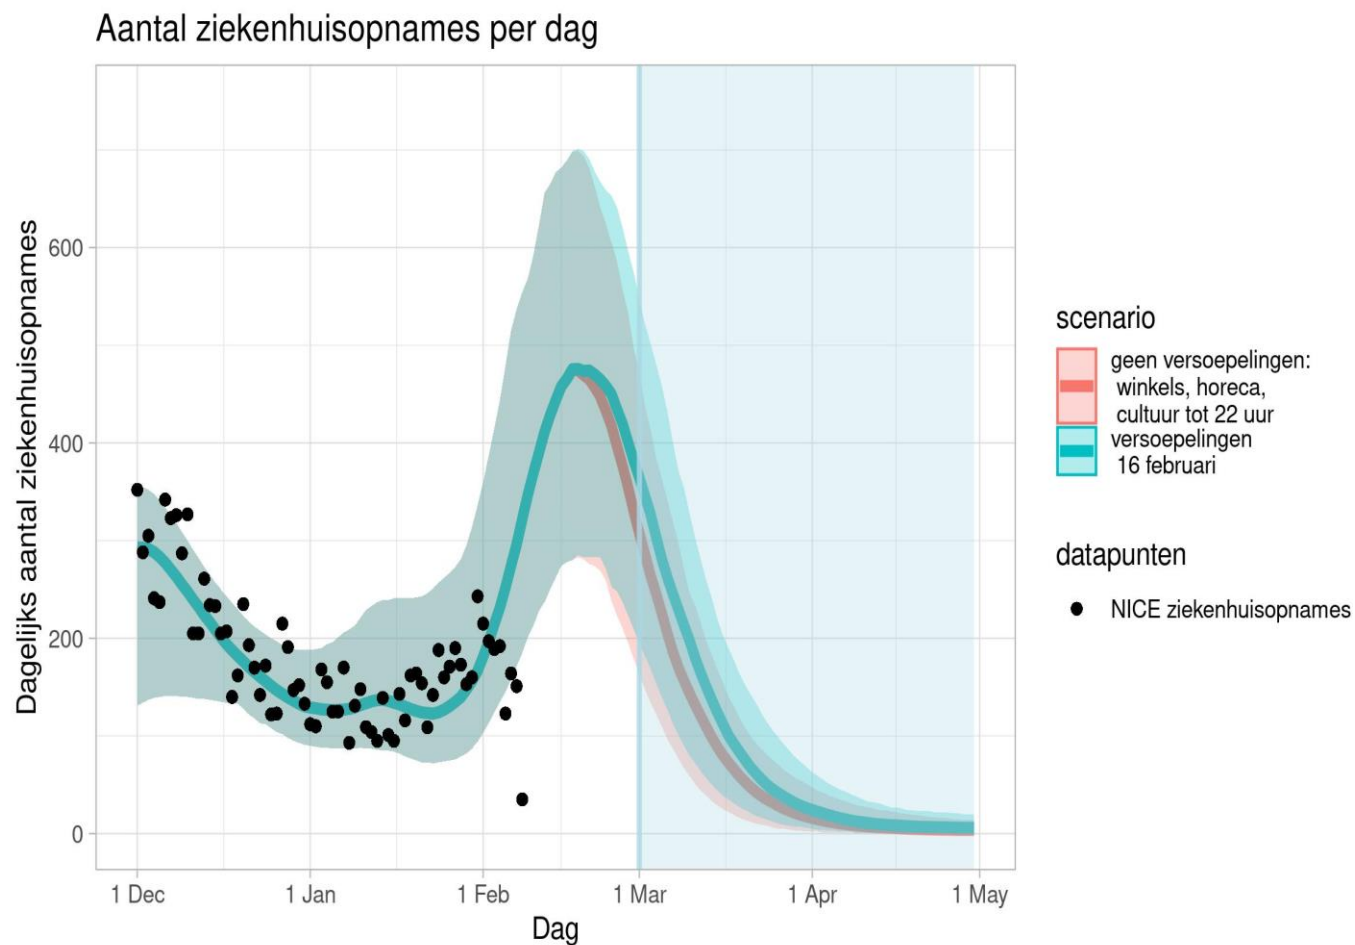 Aantal ziekenhuisopnames per dag
Dagelijks aantal ziekenhuisopnames
600
400
200
0
1 Dec
1 Jan
1 Feb
1 Mar
1 Apr
1 May
Dag
scenario
geen versoepelingen:
winkels, horeca,
cultuur tot 22 uur
versoepelingen
16 februari
datapunten
NICE ziekenhuisopnames